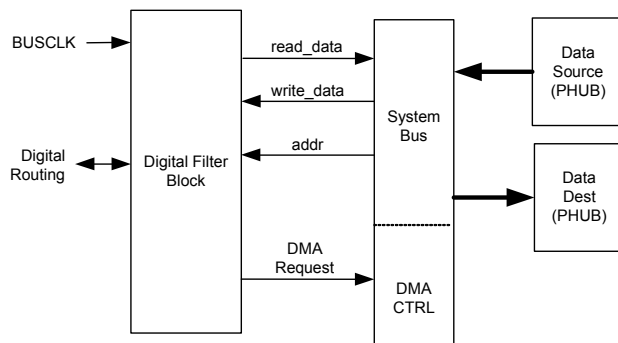 BUSCLK
Digital
Routing
Digital Filter
Block
read_data
write_data
addr
DMA
Request
System
Bus
DMA
CTRL
Data
Source
(PHUB)
Data
Dest
(PHUB)